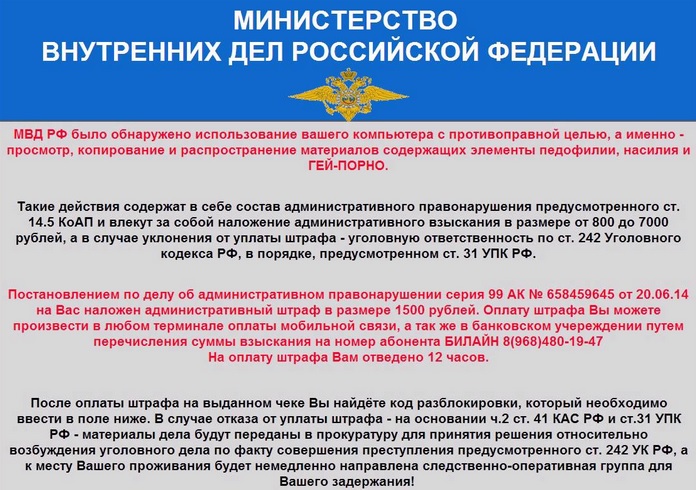 МИНИСТЕРСТВО
ВНУТРЕННИХ ДЕЛ РОССИЙСКОЙ ФЕДЕРАЦИИ
МВД РФ было обнаружено использование вашего компьютера с противоправной целью, а именно -
просмотр, копирование и распространение материалов содержащих элементы педофилии, насилия и
ГЕЙ-ПОРНО.
Такие действия содержат в себе состав административного правонарушения предусмотренного ст.
14.5 КоАП и влекут за собой наложение административного взыскания в размере от 800 до 7000
рублей, а в случае уклонения от уплаты штрафа - уголовную ответственность по ст. 242 Уголовного
кодекса РФ, в порядке, предусмотренном ст. 31 УПК РФ.
Постановлением по делу об административном правонарушении серия 99 АК № 658459645 от 20.06.14
на Вас наложен административный штраф в размере 1500 рублей. Оплату штрафа Вы можете
произвести в любом терминале оплаты мобильной связи, а так же в банковском учереждении путем
перечисления суммы взыскания на номер абонента БИЛАЙН 8(968)480-19-47
На оплату штрафа Вам отведено 12 часов.
После оплаты штрафа на выданном чеке Вы найдёте код разблокировки, который необходимо
ввести в поле ниже. В случае отказа от уплаты штрафа - на основании ч.2 ст. 41 КАС РФ и ст.31 УПК
РФ - материалы дела будут переданы в прокуратуру для принятия решения относительно
возбуждения уголовного дела по факту совершения преступления предусмотренного ст. 242 УК РФ, а
к месту Вашего проживания будет немедленно направлена следственно-оперативная группа для
Вашего задержания!